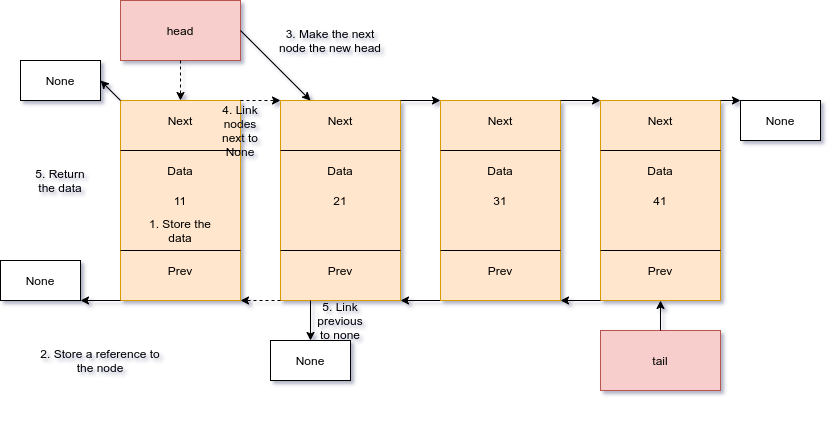 head
3. Make the next
node the new head
None
4. Link
nodes
next to
None
Next
Next
Next
Next
None
5. Return
the data
Data
Data
Data
Data
11
21
31
41
1. Store the
data
None
Prev
Prev
Prev
Prev
5. Link
previous
to none
2. Store a reference to
the node
None
tail